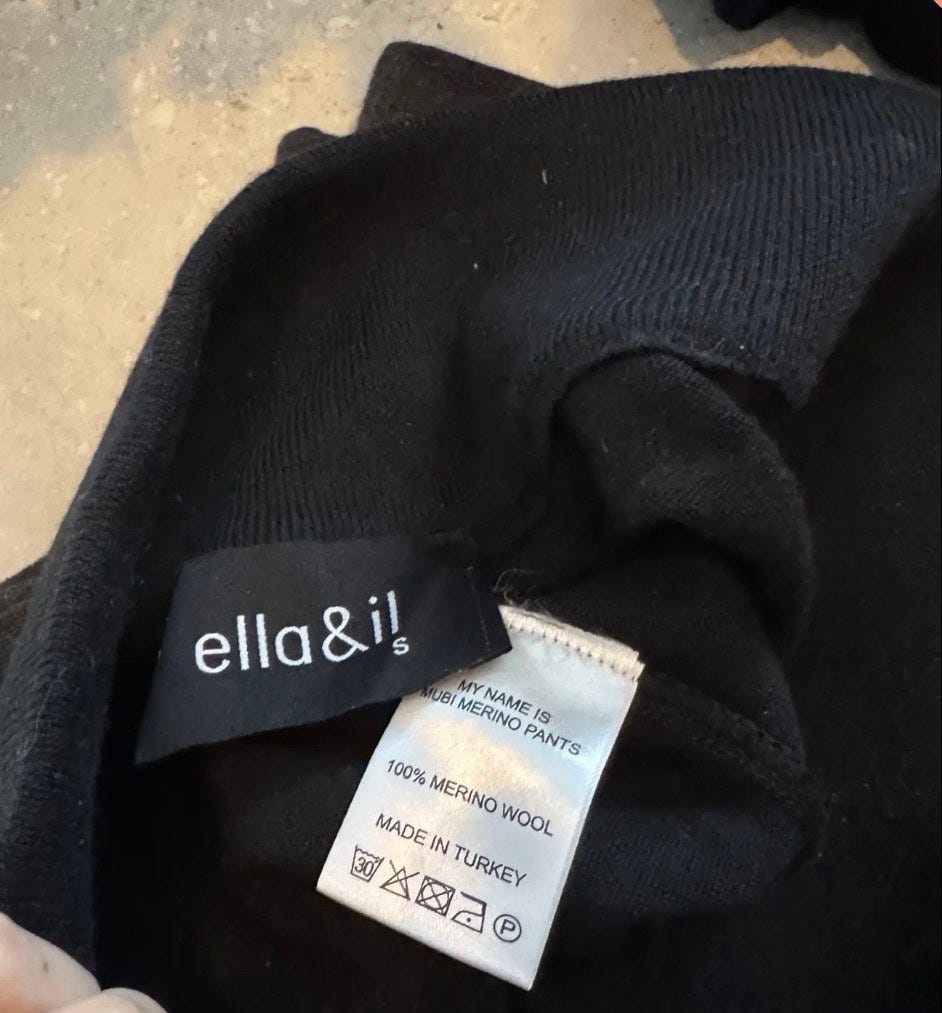 ella&il
s
MY NAME IS
MUBI MERINO PANTS
100% MERINO WOOL
MADE IN TURKEY
30
P